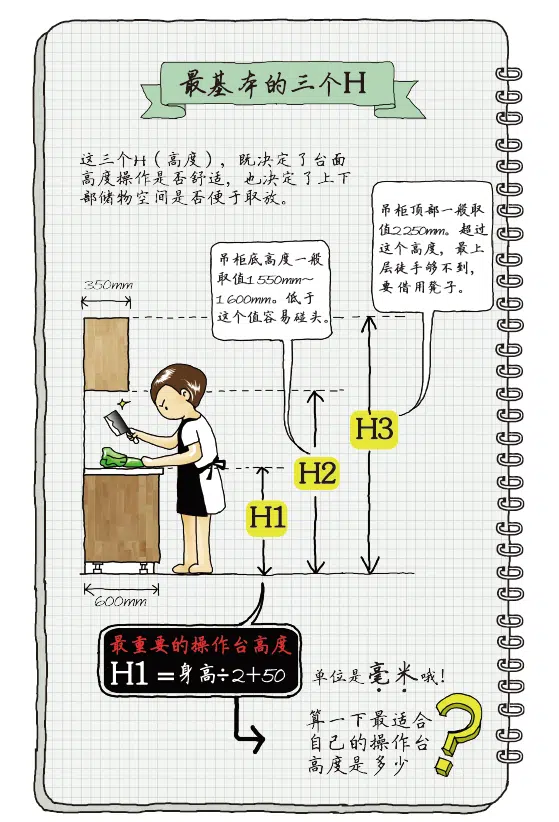 最基本的三个H
这三个H（高度），既决定了台面
高度操作是否舒适，也决定了上下
部储物空间是否便于取放。
吊柜顶部一般取
值2250mm。超过
这个高度，最上
层徒手够不到，
要借用凳子。
吊柜底高度一般
取值1550mm~
1600mm。低于
这个值容易碰头。
350mm
H3
H2
H1
600mm
最重要的操作台高度
H1=身高÷2+50
单位是毫米哦！
算一下最适合
自己的操作台
高度是多少
?